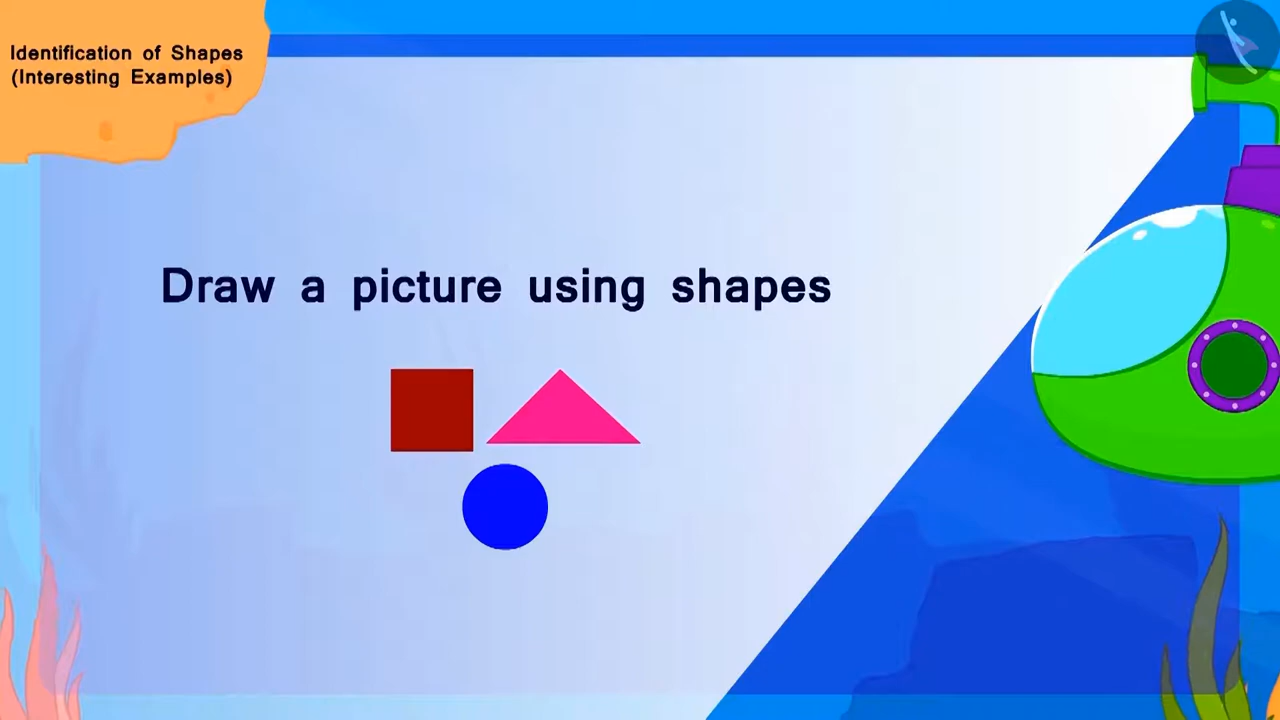 Identification of Shapes
(Interesting Examples)
Draw a picture using shapes